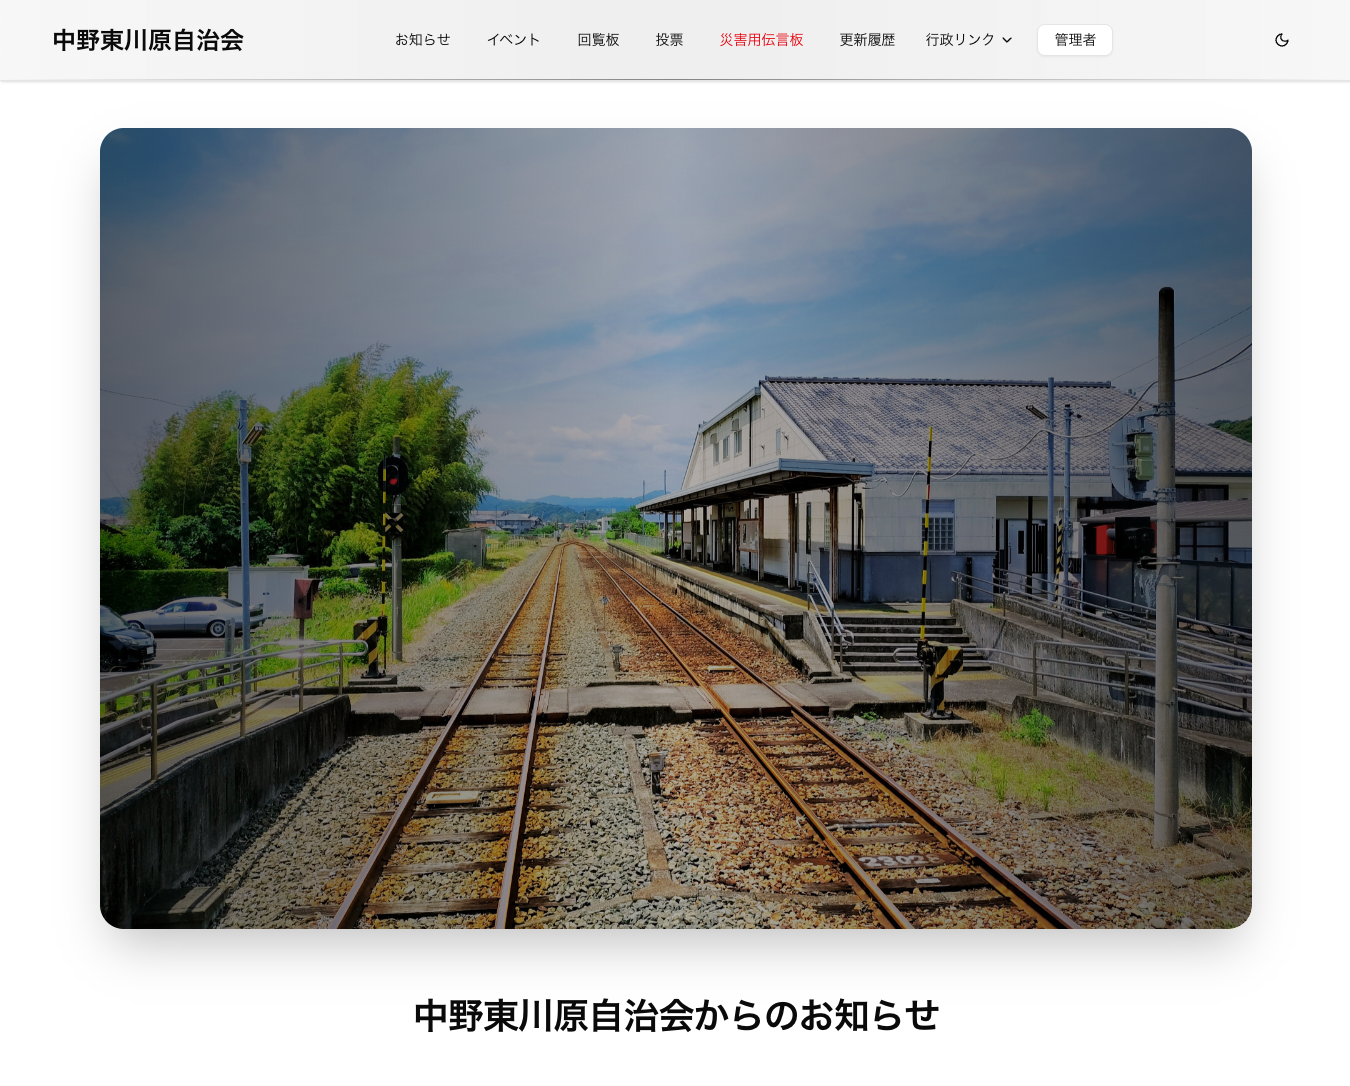 中野東川原自治会
お知らせ
イベント
回覧板
投票
災害用伝言板
更新履歴
行政リンク
管理者
中野東川原自治会からのお知らせ